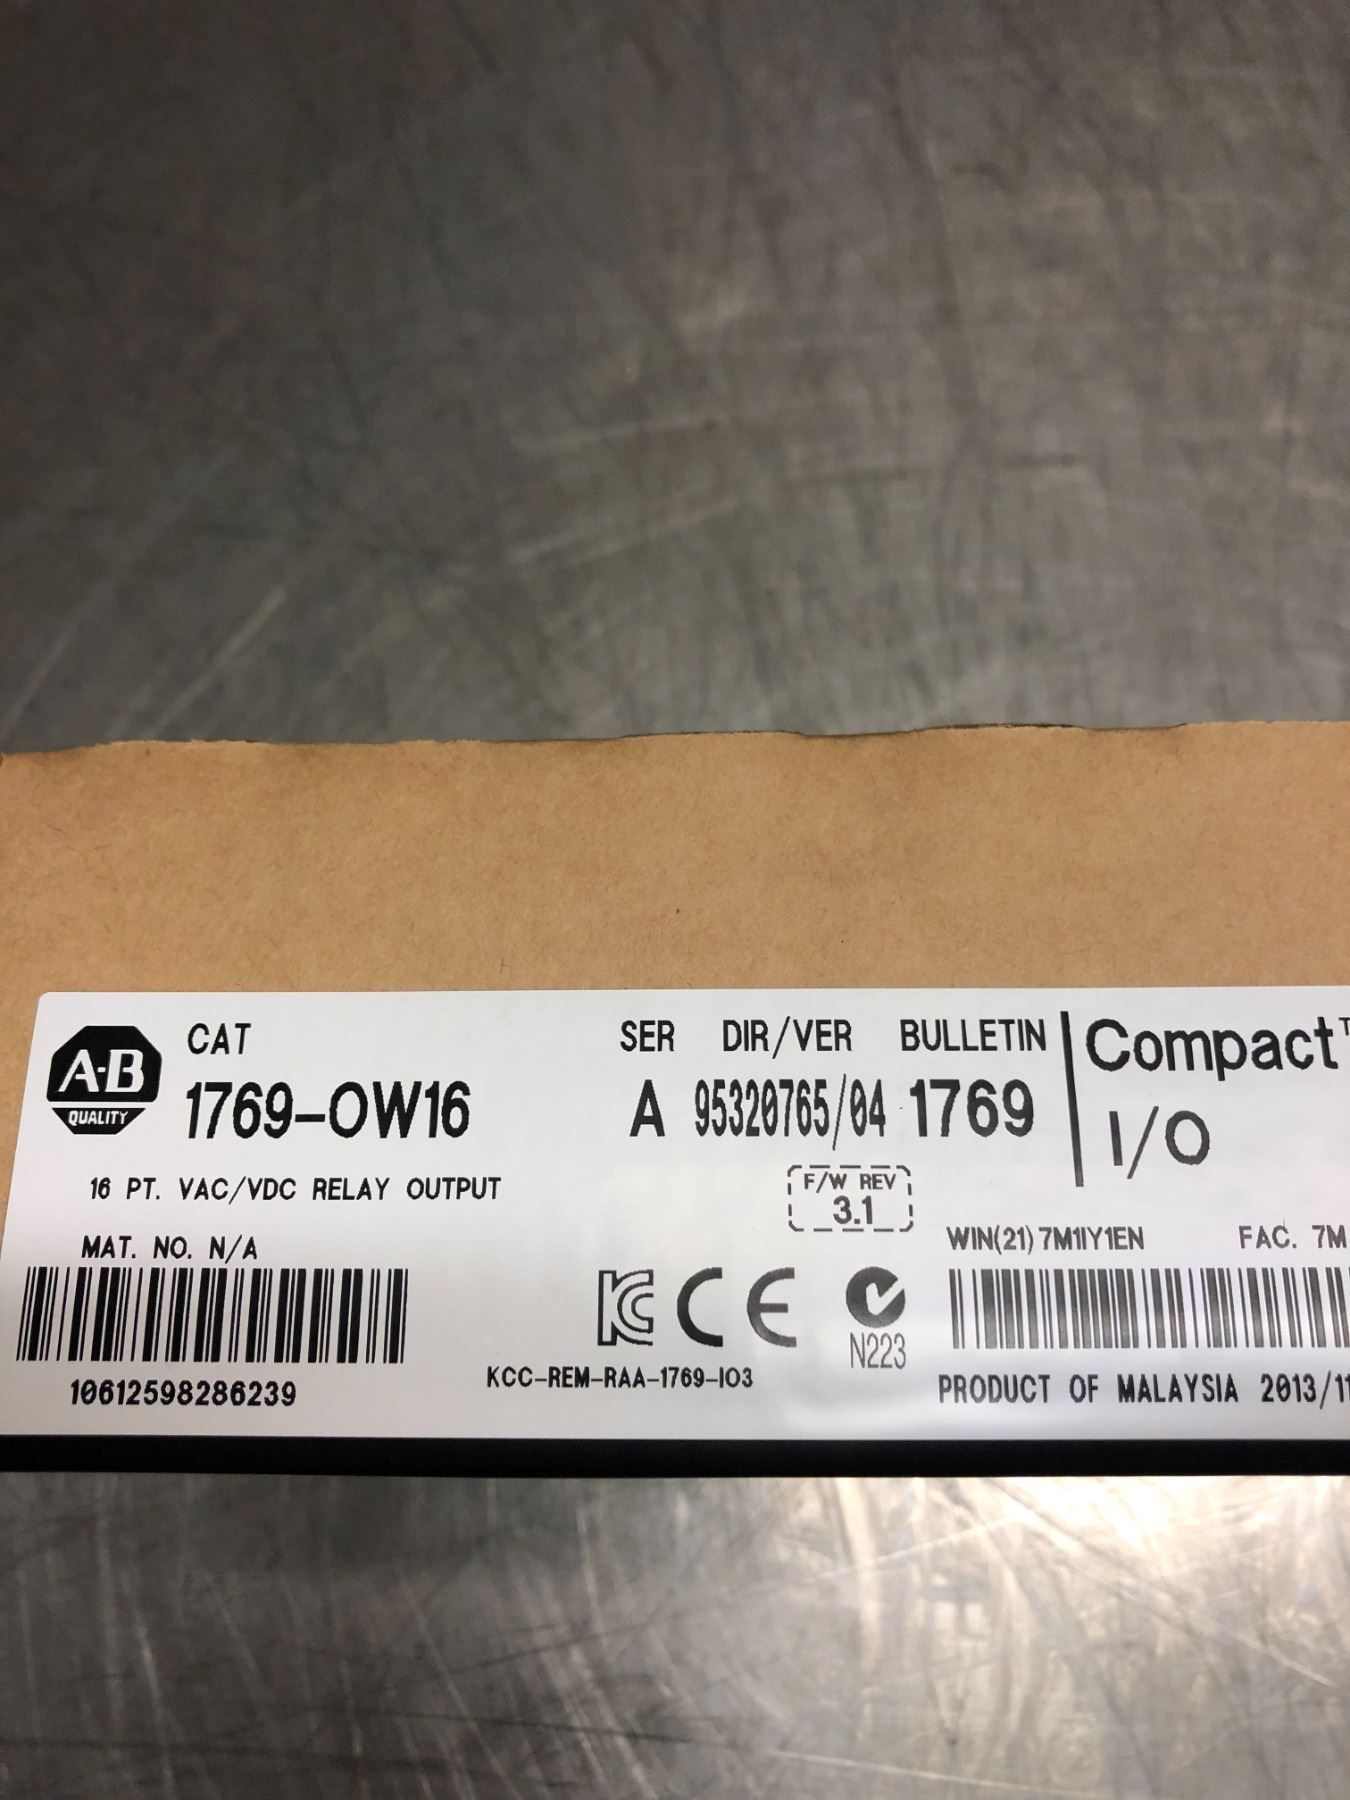 A-B
QUALITY
CAT
1769-OW16
16 PT. VAC/VDC RELAY OUTPUT
MAT. NO. N/A
10612598286239
SER DIR/VER BULLETIN
A 95320765/04 1769
F/W REV
3.1
KCC-REM-RAA-1769-IO3
CE
N223
Compact
I/O
WIN(21) 7M1IY1EN FAC. 7M
PRODUCT OF MALAYSIA 2013/11